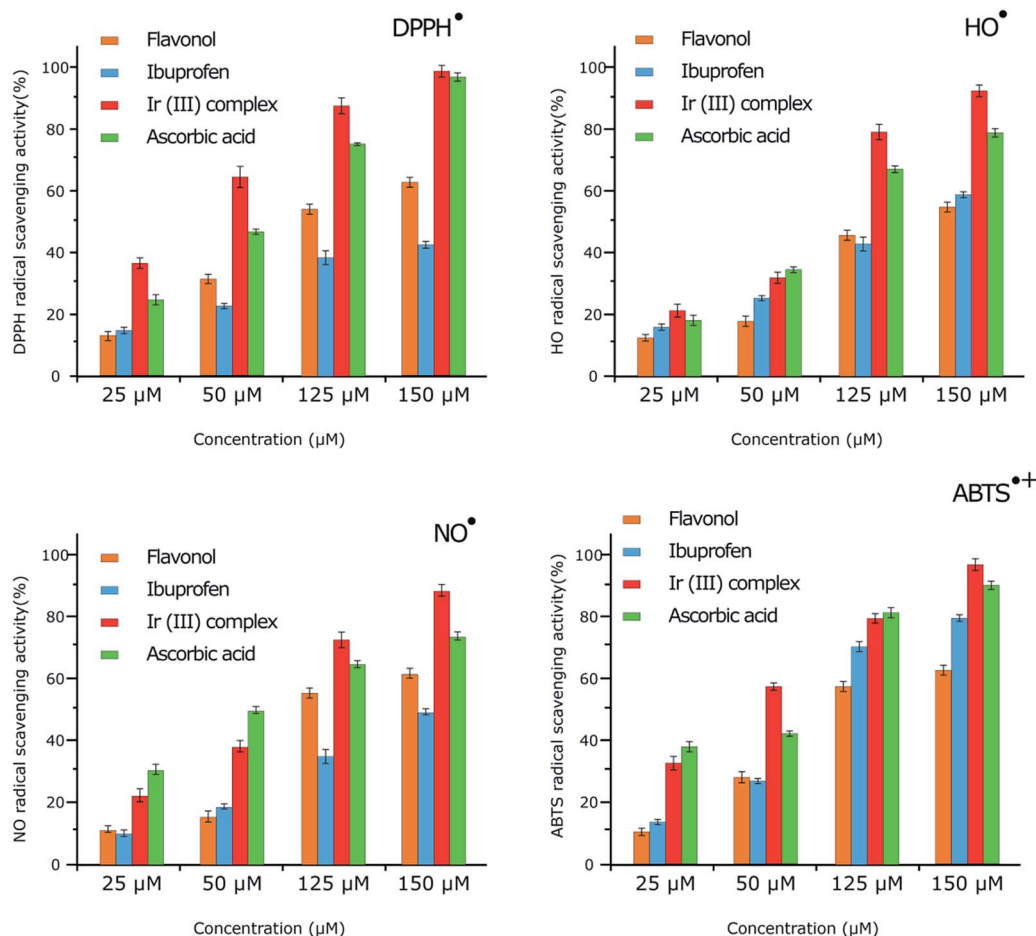 DPPH•
Flavonol
Ibuprofen
Ir (III) complex
Ascorbic acid
DPPH radical scavenging activity(%)
100
80
60
40
20
0
25 μM 50 μM 125 μM 150 μM
Concentration (μM)
HO•
Flavonol
Ibuprofen
Ir (III) complex
Ascorbic acid
HO radical scavenging activity(%)
100
80
60
40
20
0
25 μM 50 μM 125 μM 150 μM
Concentration (μM)
NO•
Flavonol
Ibuprofen
Ir (III) complex
Ascorbic acid
NO radical scavenging activity(%)
100
80
60
40
20
0
25 μM 50 μM 125 μM 150 μM
Concentration (μM)
ABTS•+
Flavonol
Ibuprofen
Ir (III) complex
Ascorbic acid
ABTS radical scavenging activity(%)
100
80
60
40
20
0
25 μM 50 μM 125 μM 150 μM
Concentration (μM)